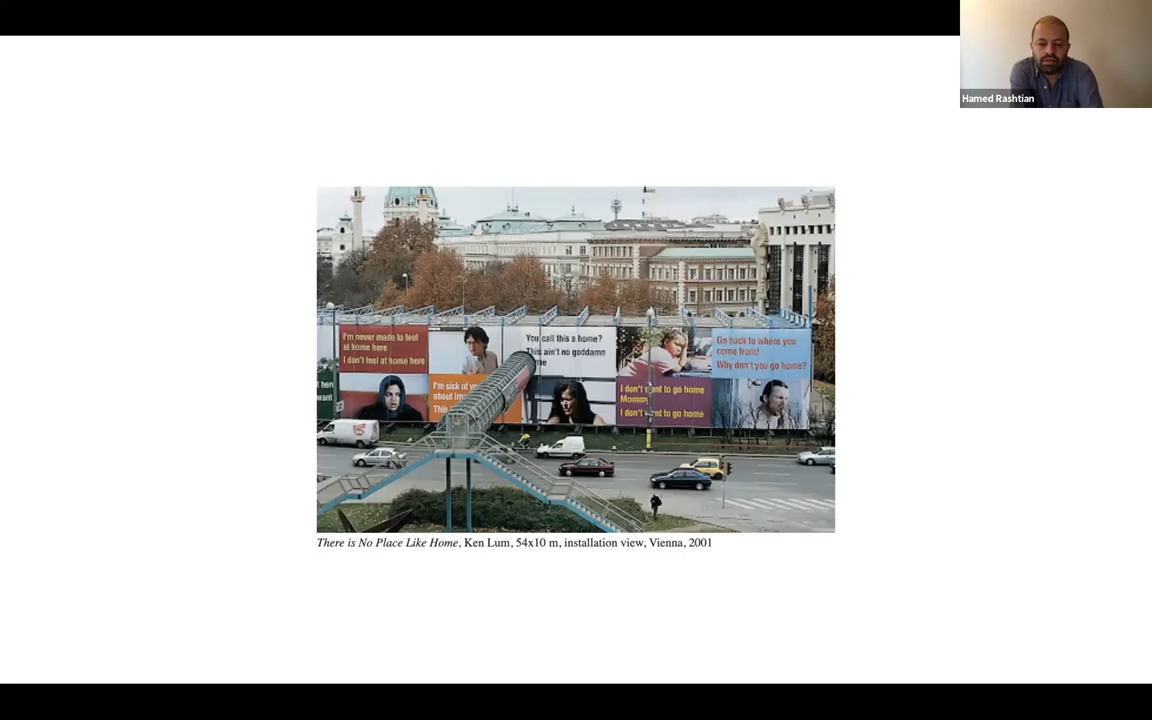 Hamed Rashtian
I'm never made to feel
at home here
I don't feel at home here
I'm sick of
about
You call this a home?
This ain't no goddamn
I don't want to go home
Mommy
I don't want to go home
Go back to where you
come from!
Why don't you go home?
There is No Place Like Home, Ken Lum, 54x10 m, installation view, Vienna, 2001